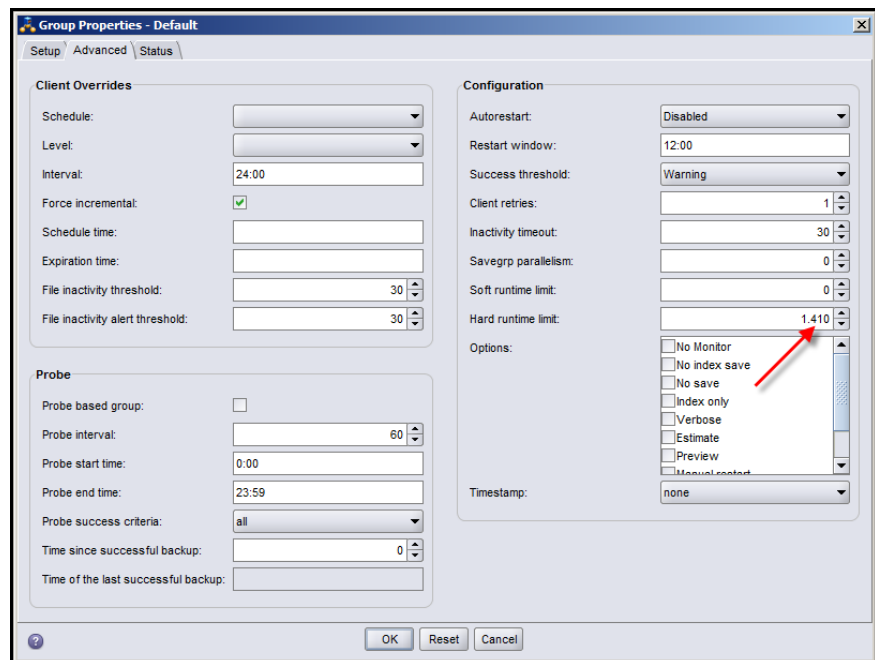 Group Properties - Default
Setup Advanced Status
Client Overrides
Schedule:
Level:
Interval: 24:00
Force incremental:
Schedule time:
Expiration time:
File inactivity threshold: 30
File inactivity alert threshold: 30
Probe
Probe based group:
Probe interval: 60
Probe start time: 0:00
Probe end time: 23:59
Probe success criteria: all
Time since successful backup: 0
Time of the last successful backup:
Configuration
Autorestart: Disabled
Restart window: 12:00
Success threshold: Warning
Client retries: 1
Inactivity timeout: 30
Savegrp parallelism: 0
Soft runtime limit: 0
Hard runtime limit: 1.410
Options: No Monitor
No index save
No save
Index only
Verbose
Estimate
Preview
Manual restart
Timestamp: none
? OK Reset Cancel